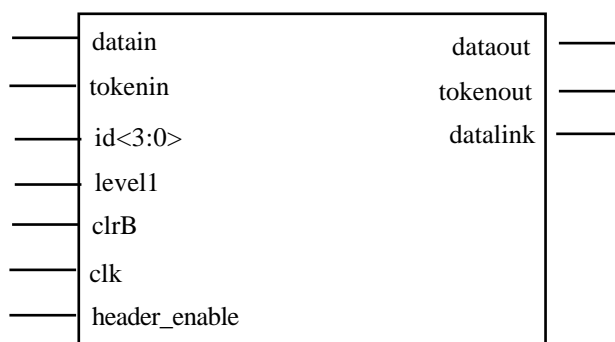 datain
tokenin
id<3:0>
level1
clrB
clk
header_enable
dataout
tokenout
datalink